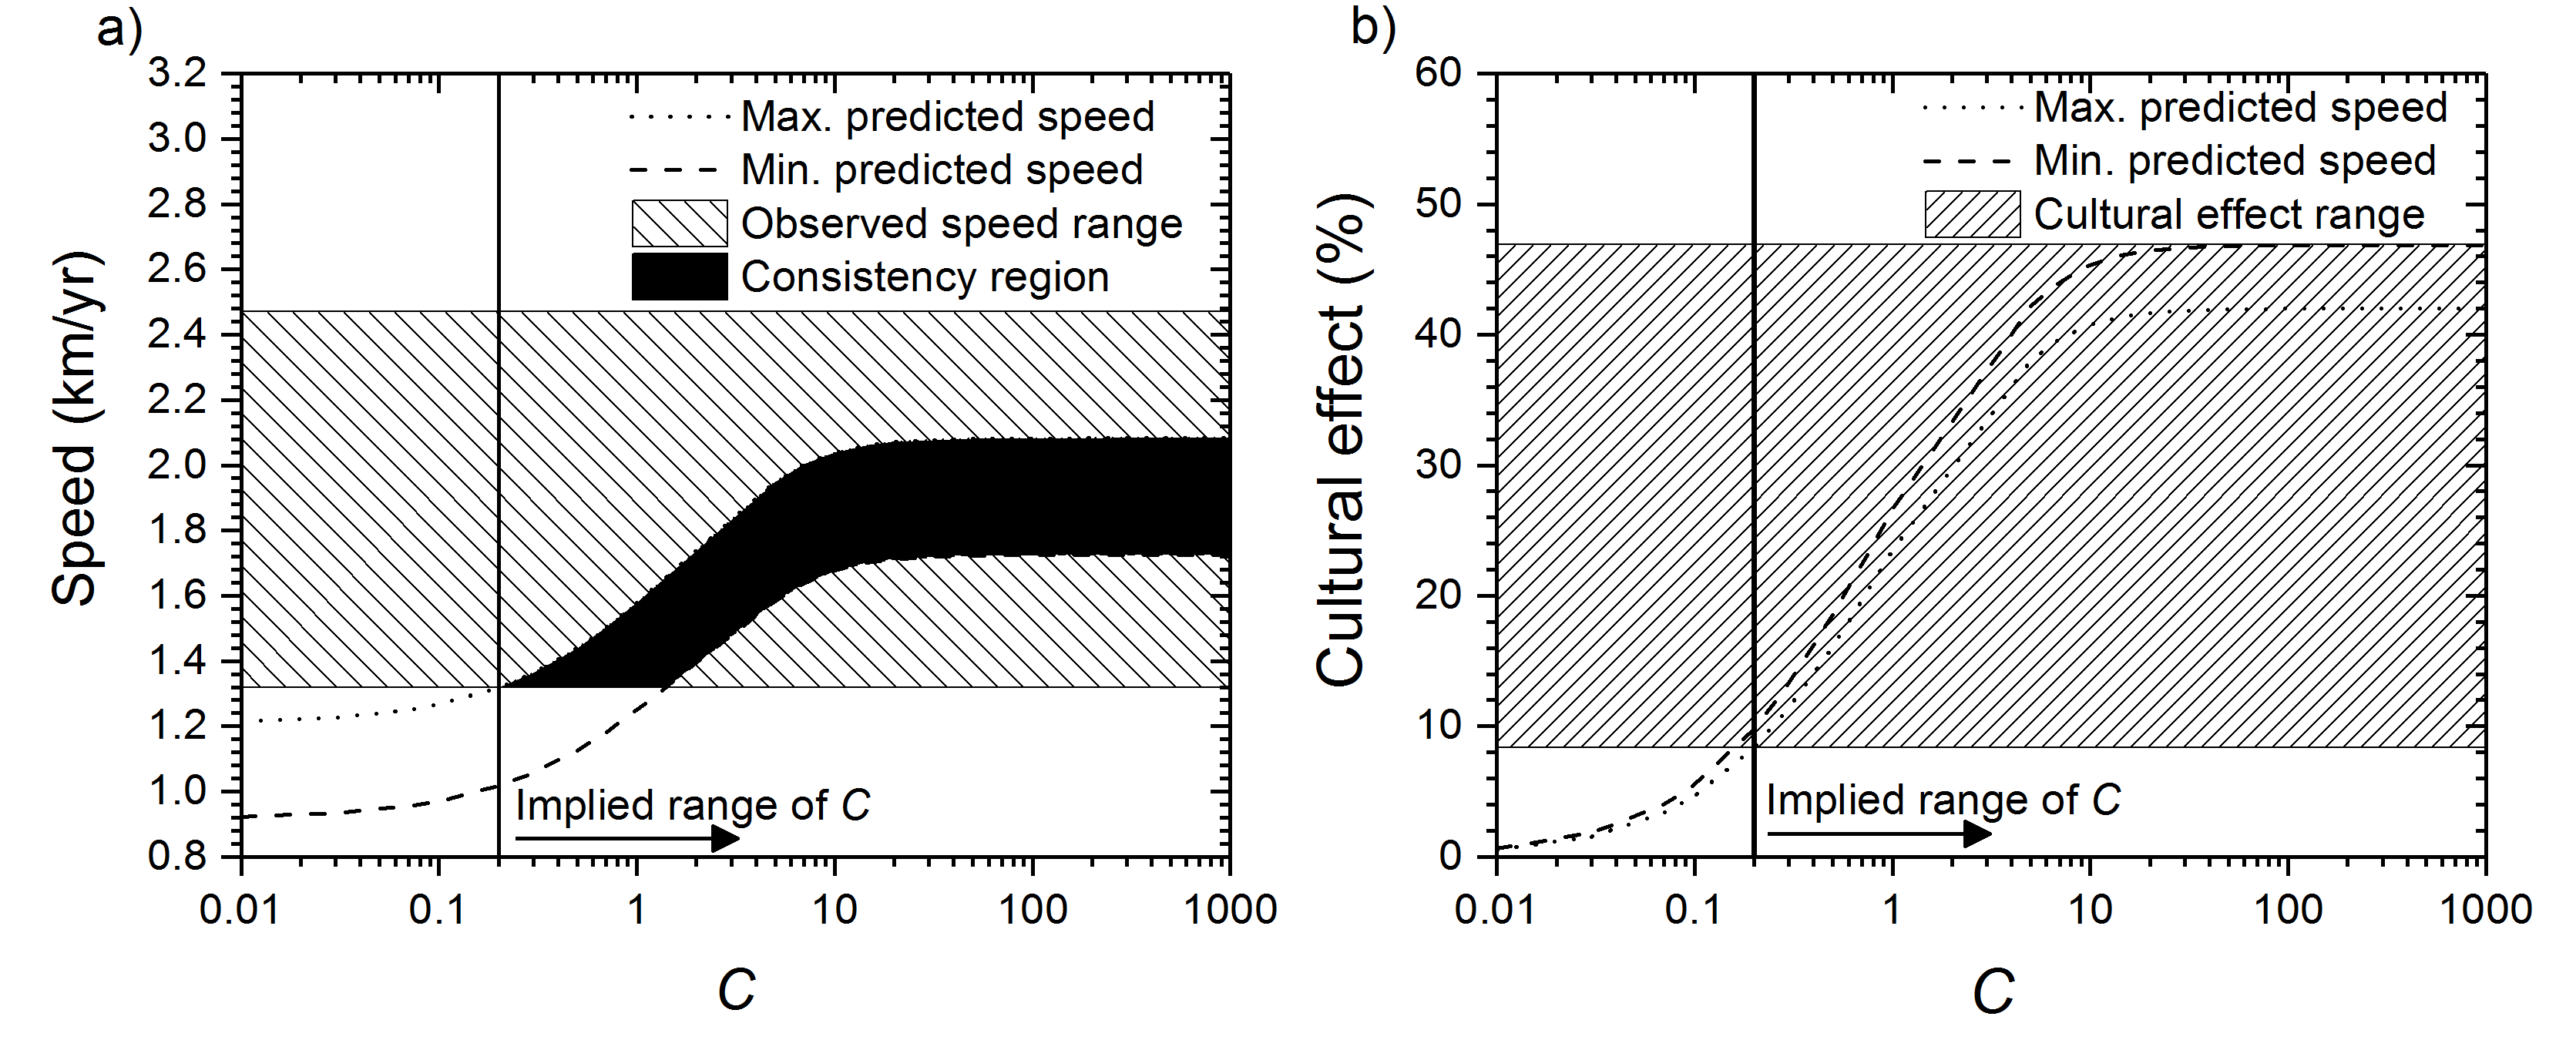 a)
3.2
3.0
2.8
2.6
2.4
2.2
2.0
1.8
1.6
1.4
1.2
1.0
0.8
Speed (km/yr)
Max. predicted speed
Min. predicted speed
Observed speed range
Consistency region
Implied range of C
0.01 0.1 1 10 100 1000
C
b)
60
50
40
30
20
10
0
Cultural effect (%)
Max. predicted speed
Min. predicted speed
Cultural effect range
Implied range of C
0.01 0.1 1 10 100 1000
C